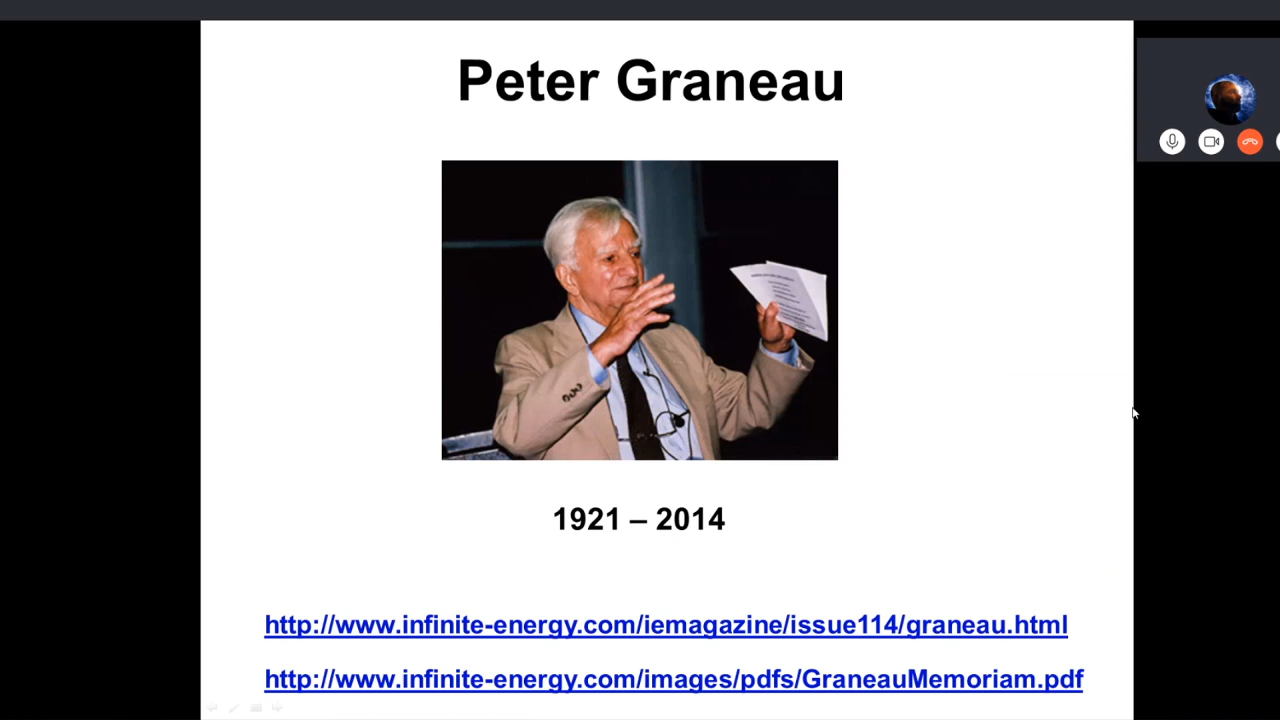 Peter Graneau
1921 – 2014
http://www.infinite-energy.com/iemagazine/issue114/graneau.html
http://www.infinite-energy.com/images/pdfs/GraneauMemoriam.pdf